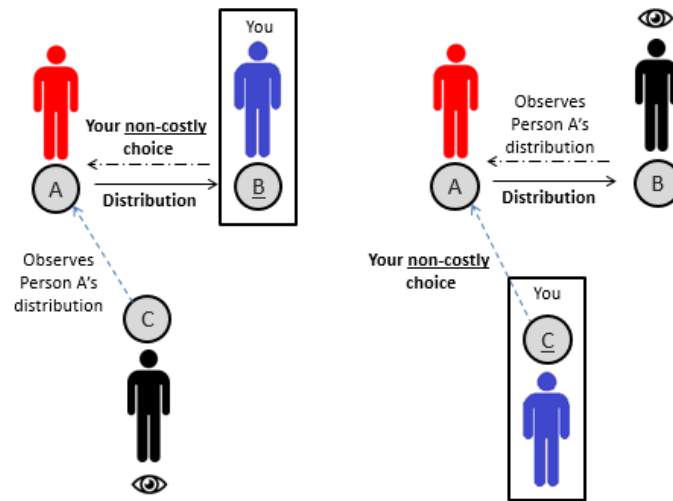 You
Your non-costly
choice
A
Distribution
B
Observes
Person A's
distribution
C
Observes
Person A's
distribution
A
Distribution
B
Your non-costly
choice
You
C